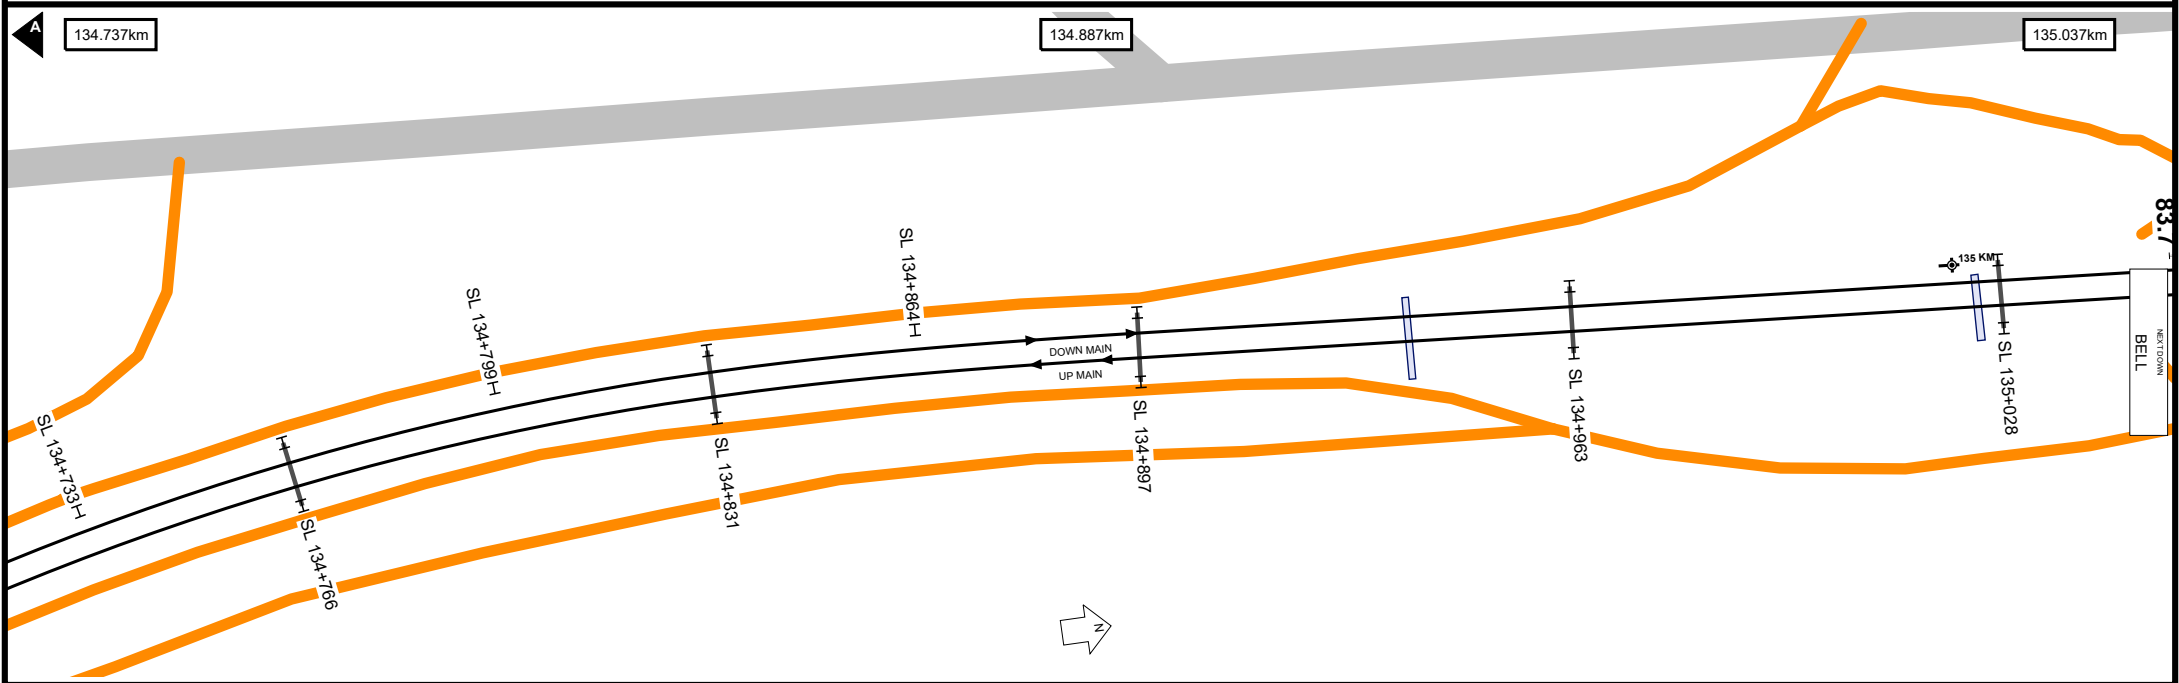 A
134.737km
134.887km
135.037km
83.7
SL 134+864
135 KM
SL 134+799
DOWN MAIN
UP MAIN
NEXT DOWN
BELL
SL 135+028
SL 134+963
SL 134+897
SL 134+733
SL 134+831
SL 134+766
N